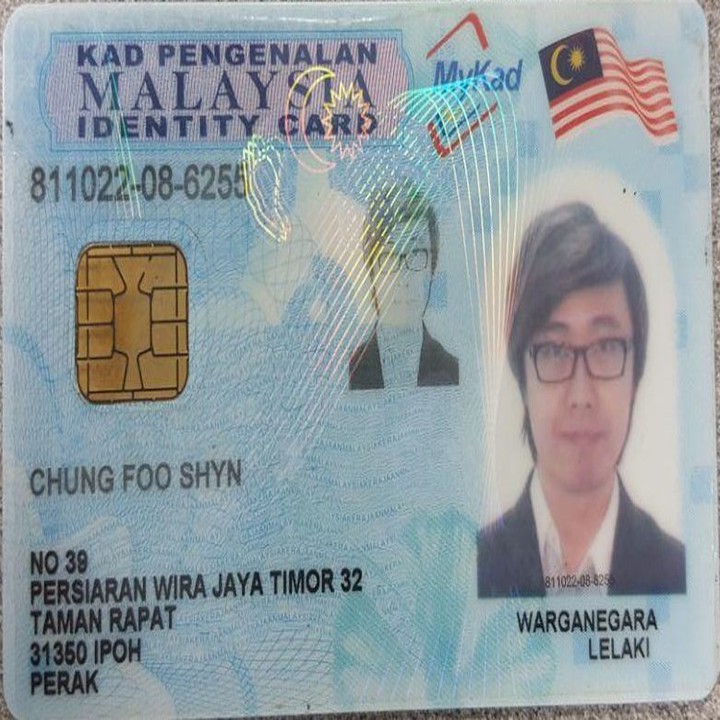 KAD PENGENALAN
MALAYSIA
IDENTITY CARD
MyKad
811022-08-6255
CHUNG FOO SHYN
NO 39
PERSIARAN WIRA JAYA TIMOR 32
TAMAN RAPAT
31350 IPOH
PERAK
811022-08-6255
WARGANEGARA
LELAKI